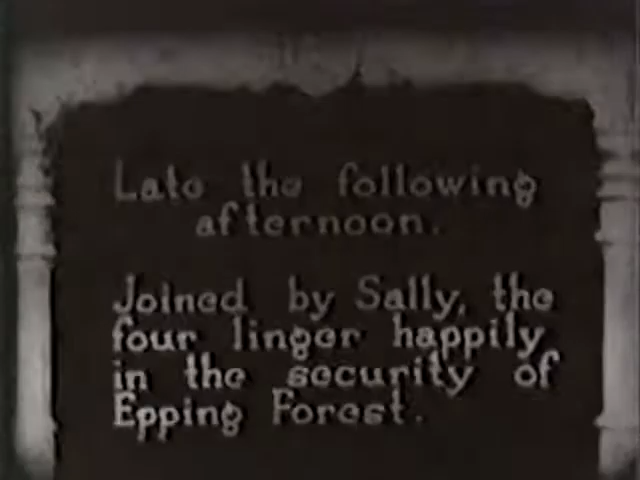 Late the following
afternoon.
Joined by Sally, the
four linger happily
in the security of
Epping Forest.